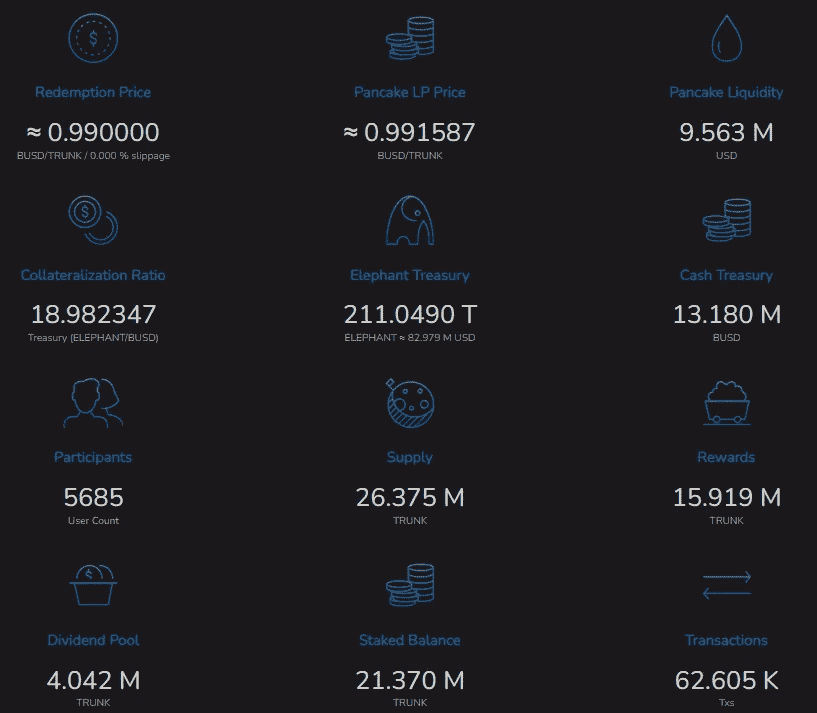 Redemption Price
≈ 0.990000
BUSD/TRUNK / 0.000 % slippage
Pancake LP Price
≈ 0.991587
BUSD/TRUNK
Pancake Liquidity
9.563 M
USD
Collateralization Ratio
18.982347
Treasury (ELEPHANT/BUSD)
Elephant Treasury
211.0490 T
ELEPHANT ≈ 82.979 M USD
Cash Treasury
13.180 M
BUSD
Participants
5685
User Count
Supply
26.375 M
TRUNK
Rewards
15.919 M
TRUNK
Dividend Pool
4.042 M
TRUNK
Staked Balance
21.370 M
TRUNK
Transactions
62.605 K
Txs